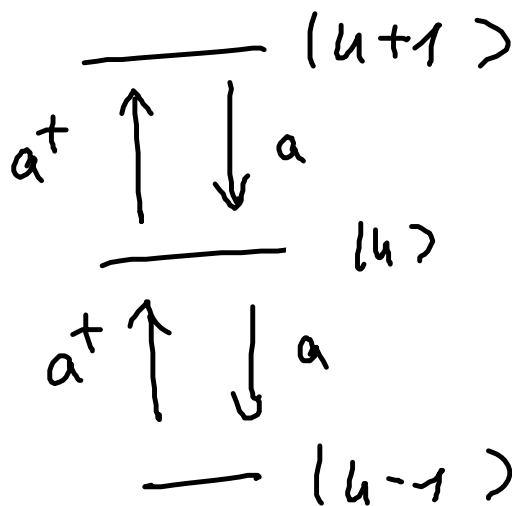 |n+1⟩
a† a
|n⟩
a† a
|n-1⟩